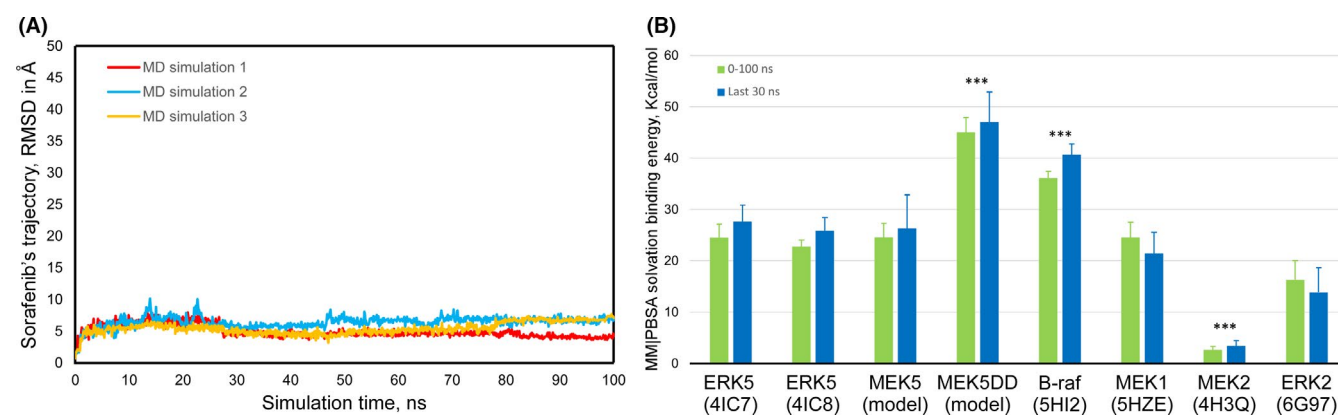 (A)
Sorafenib's trajectory, RMSD in Å
50
45
40
35
30
25
20
15
10
5
0
MD simulation 1
MD simulation 2
MD simulation 3
0 10 20 30 40 50 60 70 80 90 100
Simulation time, ns
(B)
MM|PBSA solvation binding energy, Kcal/mol
60
50
40
30
20
10
0
0-100 ns
Last 30 ns
***
***
***
ERK5 ERK5 MEK5 MEK5DD B-raf MEK1 MEK2 ERK2
(4IC7) (4IC8) (model) (model) (5HI2) (5HZE) (4H3Q) (6G97)